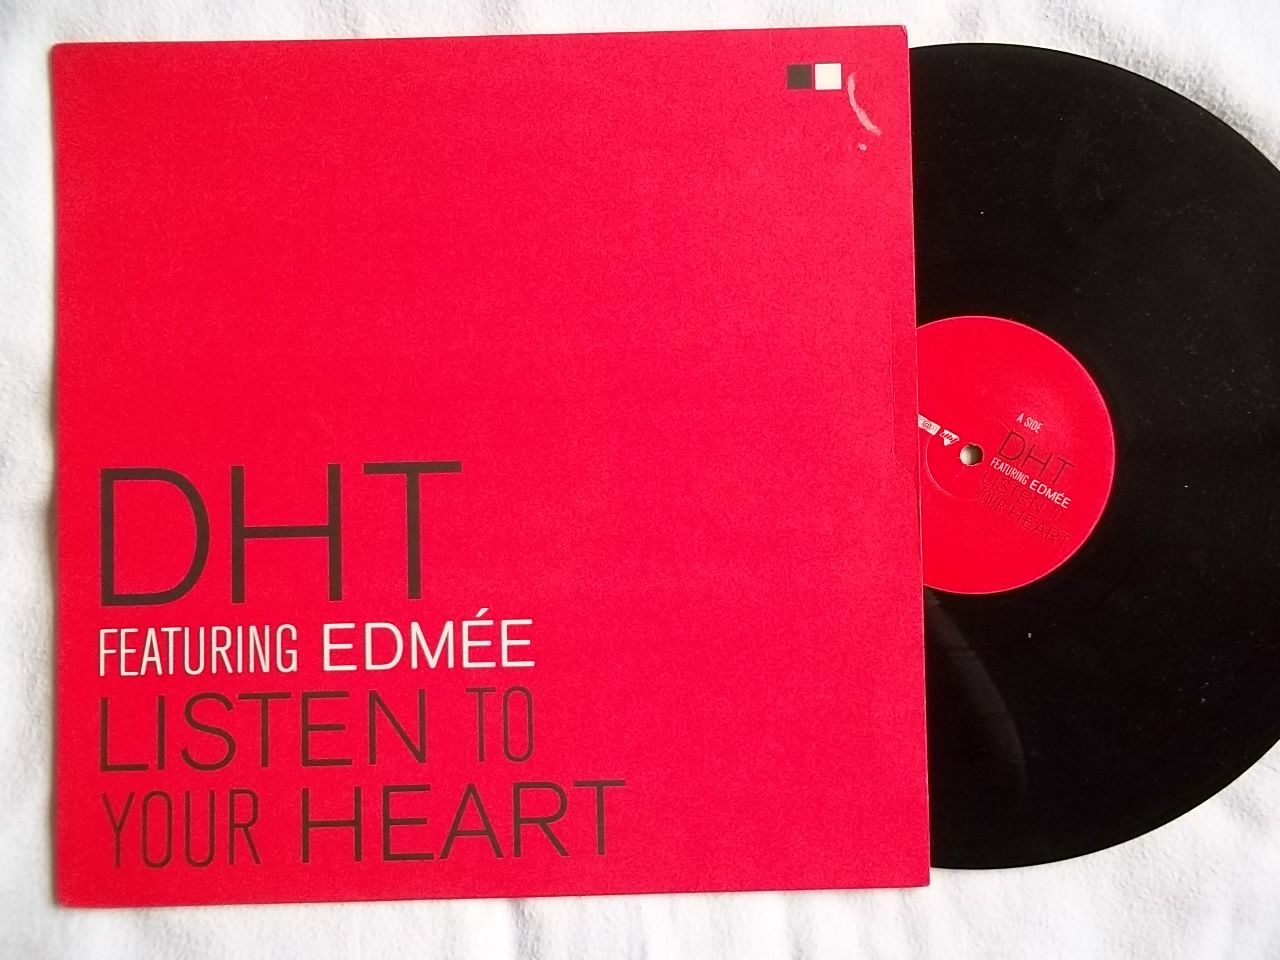 DHT
FEATURING EDMÉE
LISTEN TO
YOUR HEART
A SIDE
DHT
FEATURING EDMÉE
LISTEN TO
YOUR HEART